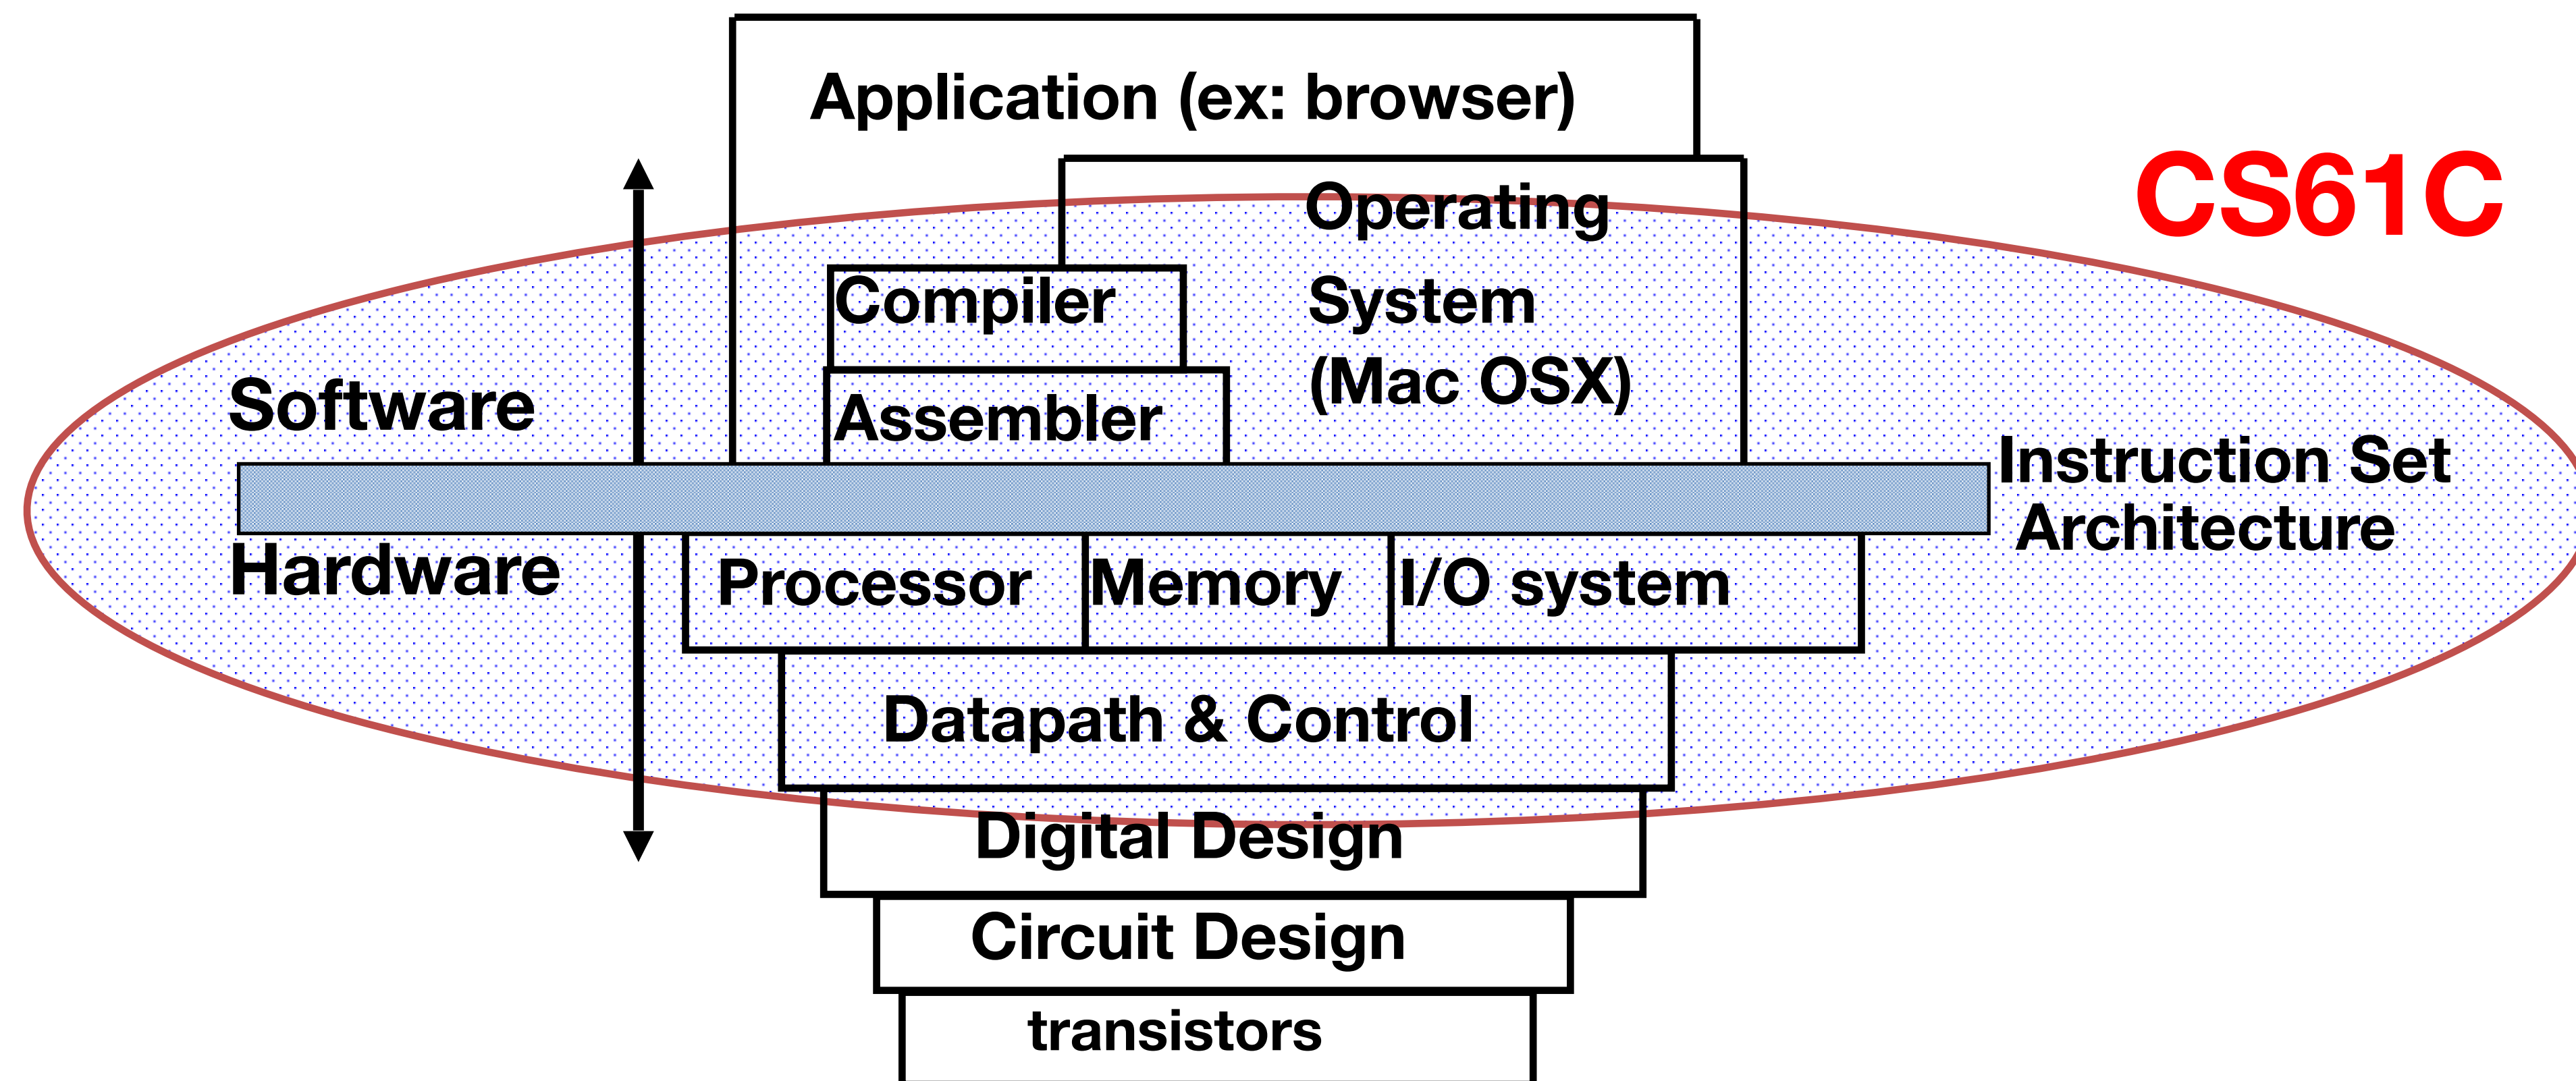 Application (ex: browser)
CS61C
Operating
System
(Mac OSX)
Compiler
Assembler
Software
Instruction Set
Architecture
Hardware
Processor
Memory
I/O system
Datapath & Control
Digital Design
Circuit Design
transistors